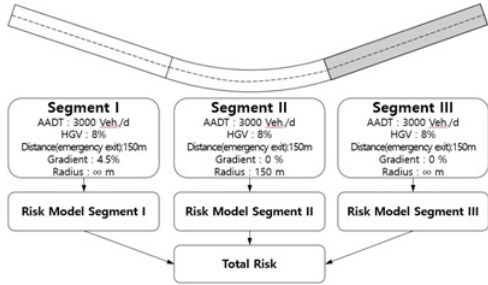 Segment I
AADT : 3000 Veh./d
HGV : 8%
Distance(emergency exit):150m
Gradient : 4.5%
Radius : ∞ m
Segment II
AADT : 3000 Veh./d
HGV : 8%
Distance(emergency exit):150m
Gradient : 0 %
Radius : 150 m
Segment III
AADT : 3000 Veh./d
HGV : 8%
Distance(emergency exit):150m
Gradient : 0 %
Radius : ∞ m
Risk Model Segment I
Risk Model Segment II
Risk Model Segment III
Total Risk